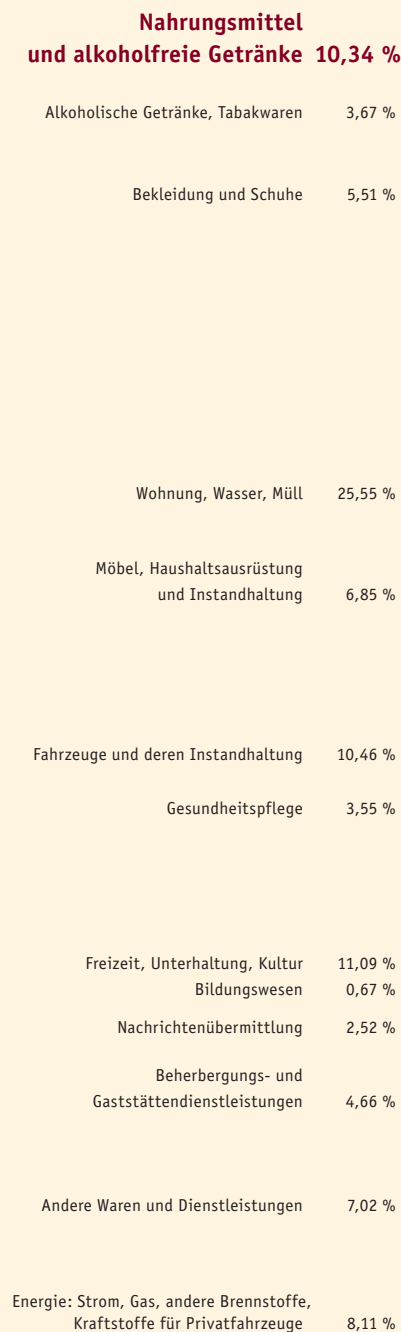 Nahrungsmittel
und alkoholfreie Getränke 10,34 %
Alkoholische Getränke, Tabakwaren 3,67 %
Bekleidung und Schuhe 5,51 %
Wohnung, Wasser, Müll 25,55 %
Möbel, Haushaltsausrüstung
und Instandhaltung 6,85 %
Fahrzeuge und deren Instandhaltung 10,46 %
Gesundheitspflege 3,55 %
Freizeit, Unterhaltung, Kultur 11,09 %
Bildungswesen 0,67 %
Nachrichtenübermittlung 2,52 %
Beherbergungs- und
Gaststättendienstleistungen 4,66 %
Andere Waren und Dienstleistungen 7,02 %
Energie: Strom, Gas, andere Brennstoffe,
Kraftstoffe für Privatfahrzeuge 8,11 %